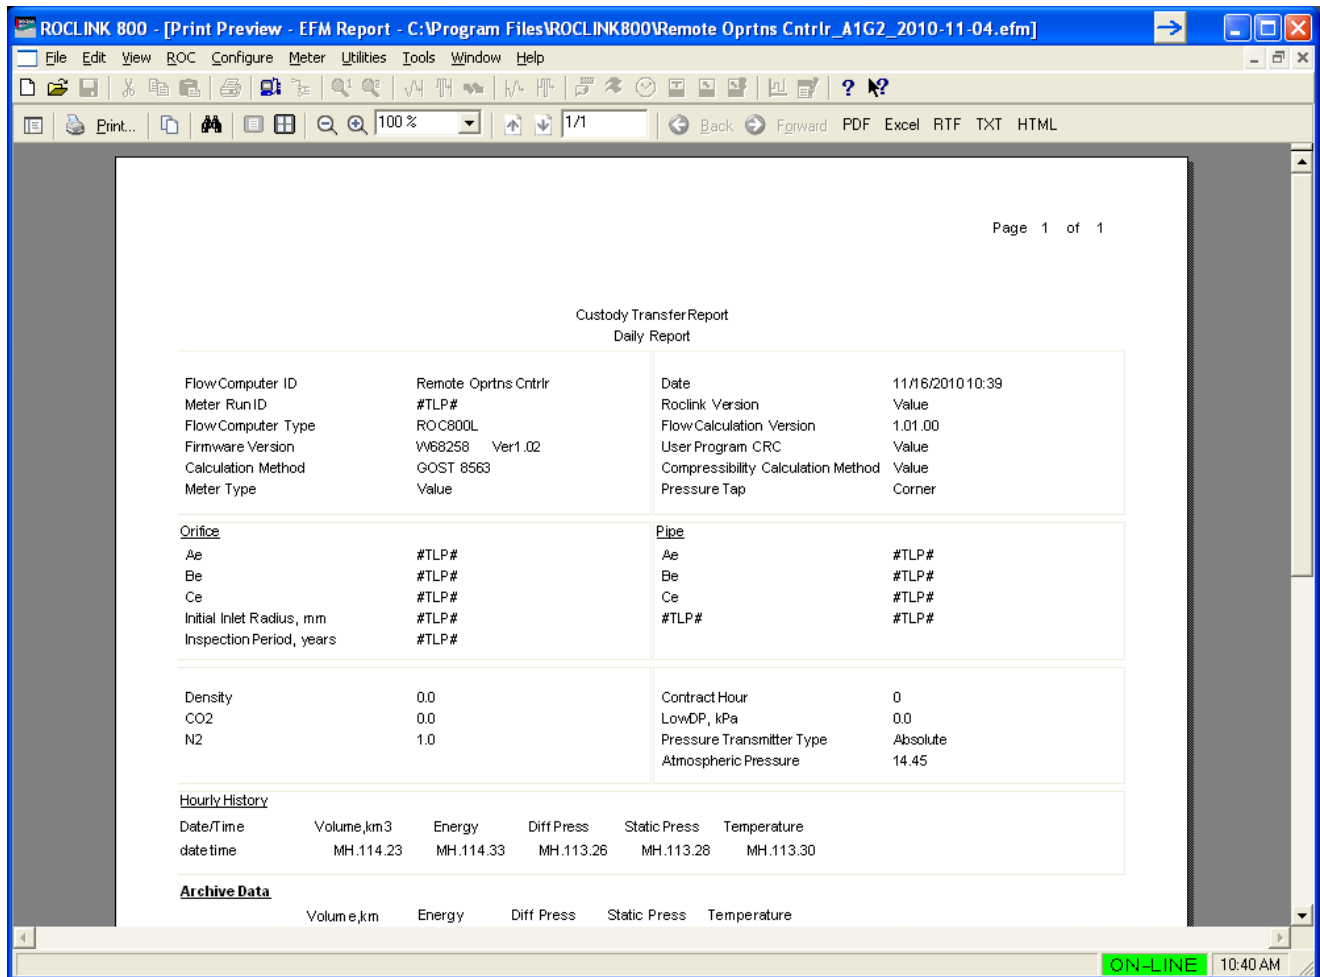 ROCLINK 800 - [Print Preview - EFM Report - C:\Program Files\ROCLINK800\Remote Oprtns Cntrlr_A1G2_2010-11-04.efm]
File Edit View ROC Configure Meter Utilities Tools Window Help
Print... 100 % 1/1 Back Forward PDF Excel RTF TXT HTML
Page 1 of 1
Custody Transfer Report
Daily Report
Flow Computer ID Remote Oprtns Cntrlr Date 11/16/2010 10:39
Meter Run ID #TLP# Roclink Version Value
Flow Computer Type ROC800L Flow Calculation Version 1.01.00
Firmware Version W68258 Ver1.02 User Program CRC Value
Calculation Method GOST 8563 Compressibility Calculation Method Value
Meter Type Value Pressure Tap Corner
Orifice Pipe
Ae #TLP# Ae #TLP#
Be #TLP# Be #TLP#
Ce #TLP# Ce #TLP#
Initial Inlet Radius, mm #TLP# #TLP# #TLP#
Inspection Period, years #TLP#
Density 0.0 Contract Hour 0
CO2 0.0 LowDP, kPa 0.0
N2 1.0 Pressure Transmitter Type Absolute
Atmospheric Pressure 14.45
Hourly History
Date/Time Volume,km3 Energy Diff Press Static Press Temperature
datetime MH.114.23 MH.114.33 MH.113.26 MH.113.28 MH.113.30
Archive Data
Volume,km Energy Diff Press Static Press Temperature
ON-LINE 10:40 AM